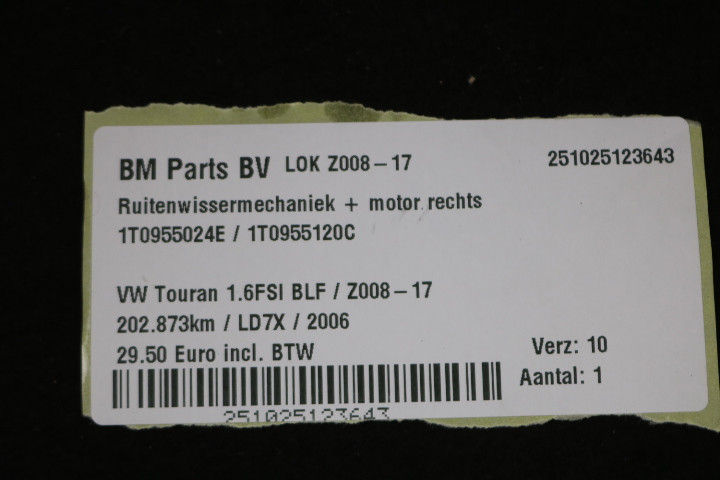 BM Parts BV LOK Z008-17 251025123643
Ruitenwissermechaniek + motor rechts
1T0955024E / 1T0955120C
VW Touran 1.6FSI BLF / Z008-17
202.873km / LD7X / 2006
29.50 Euro incl. BTW
Verz: 10
Aantal: 1
251025123643